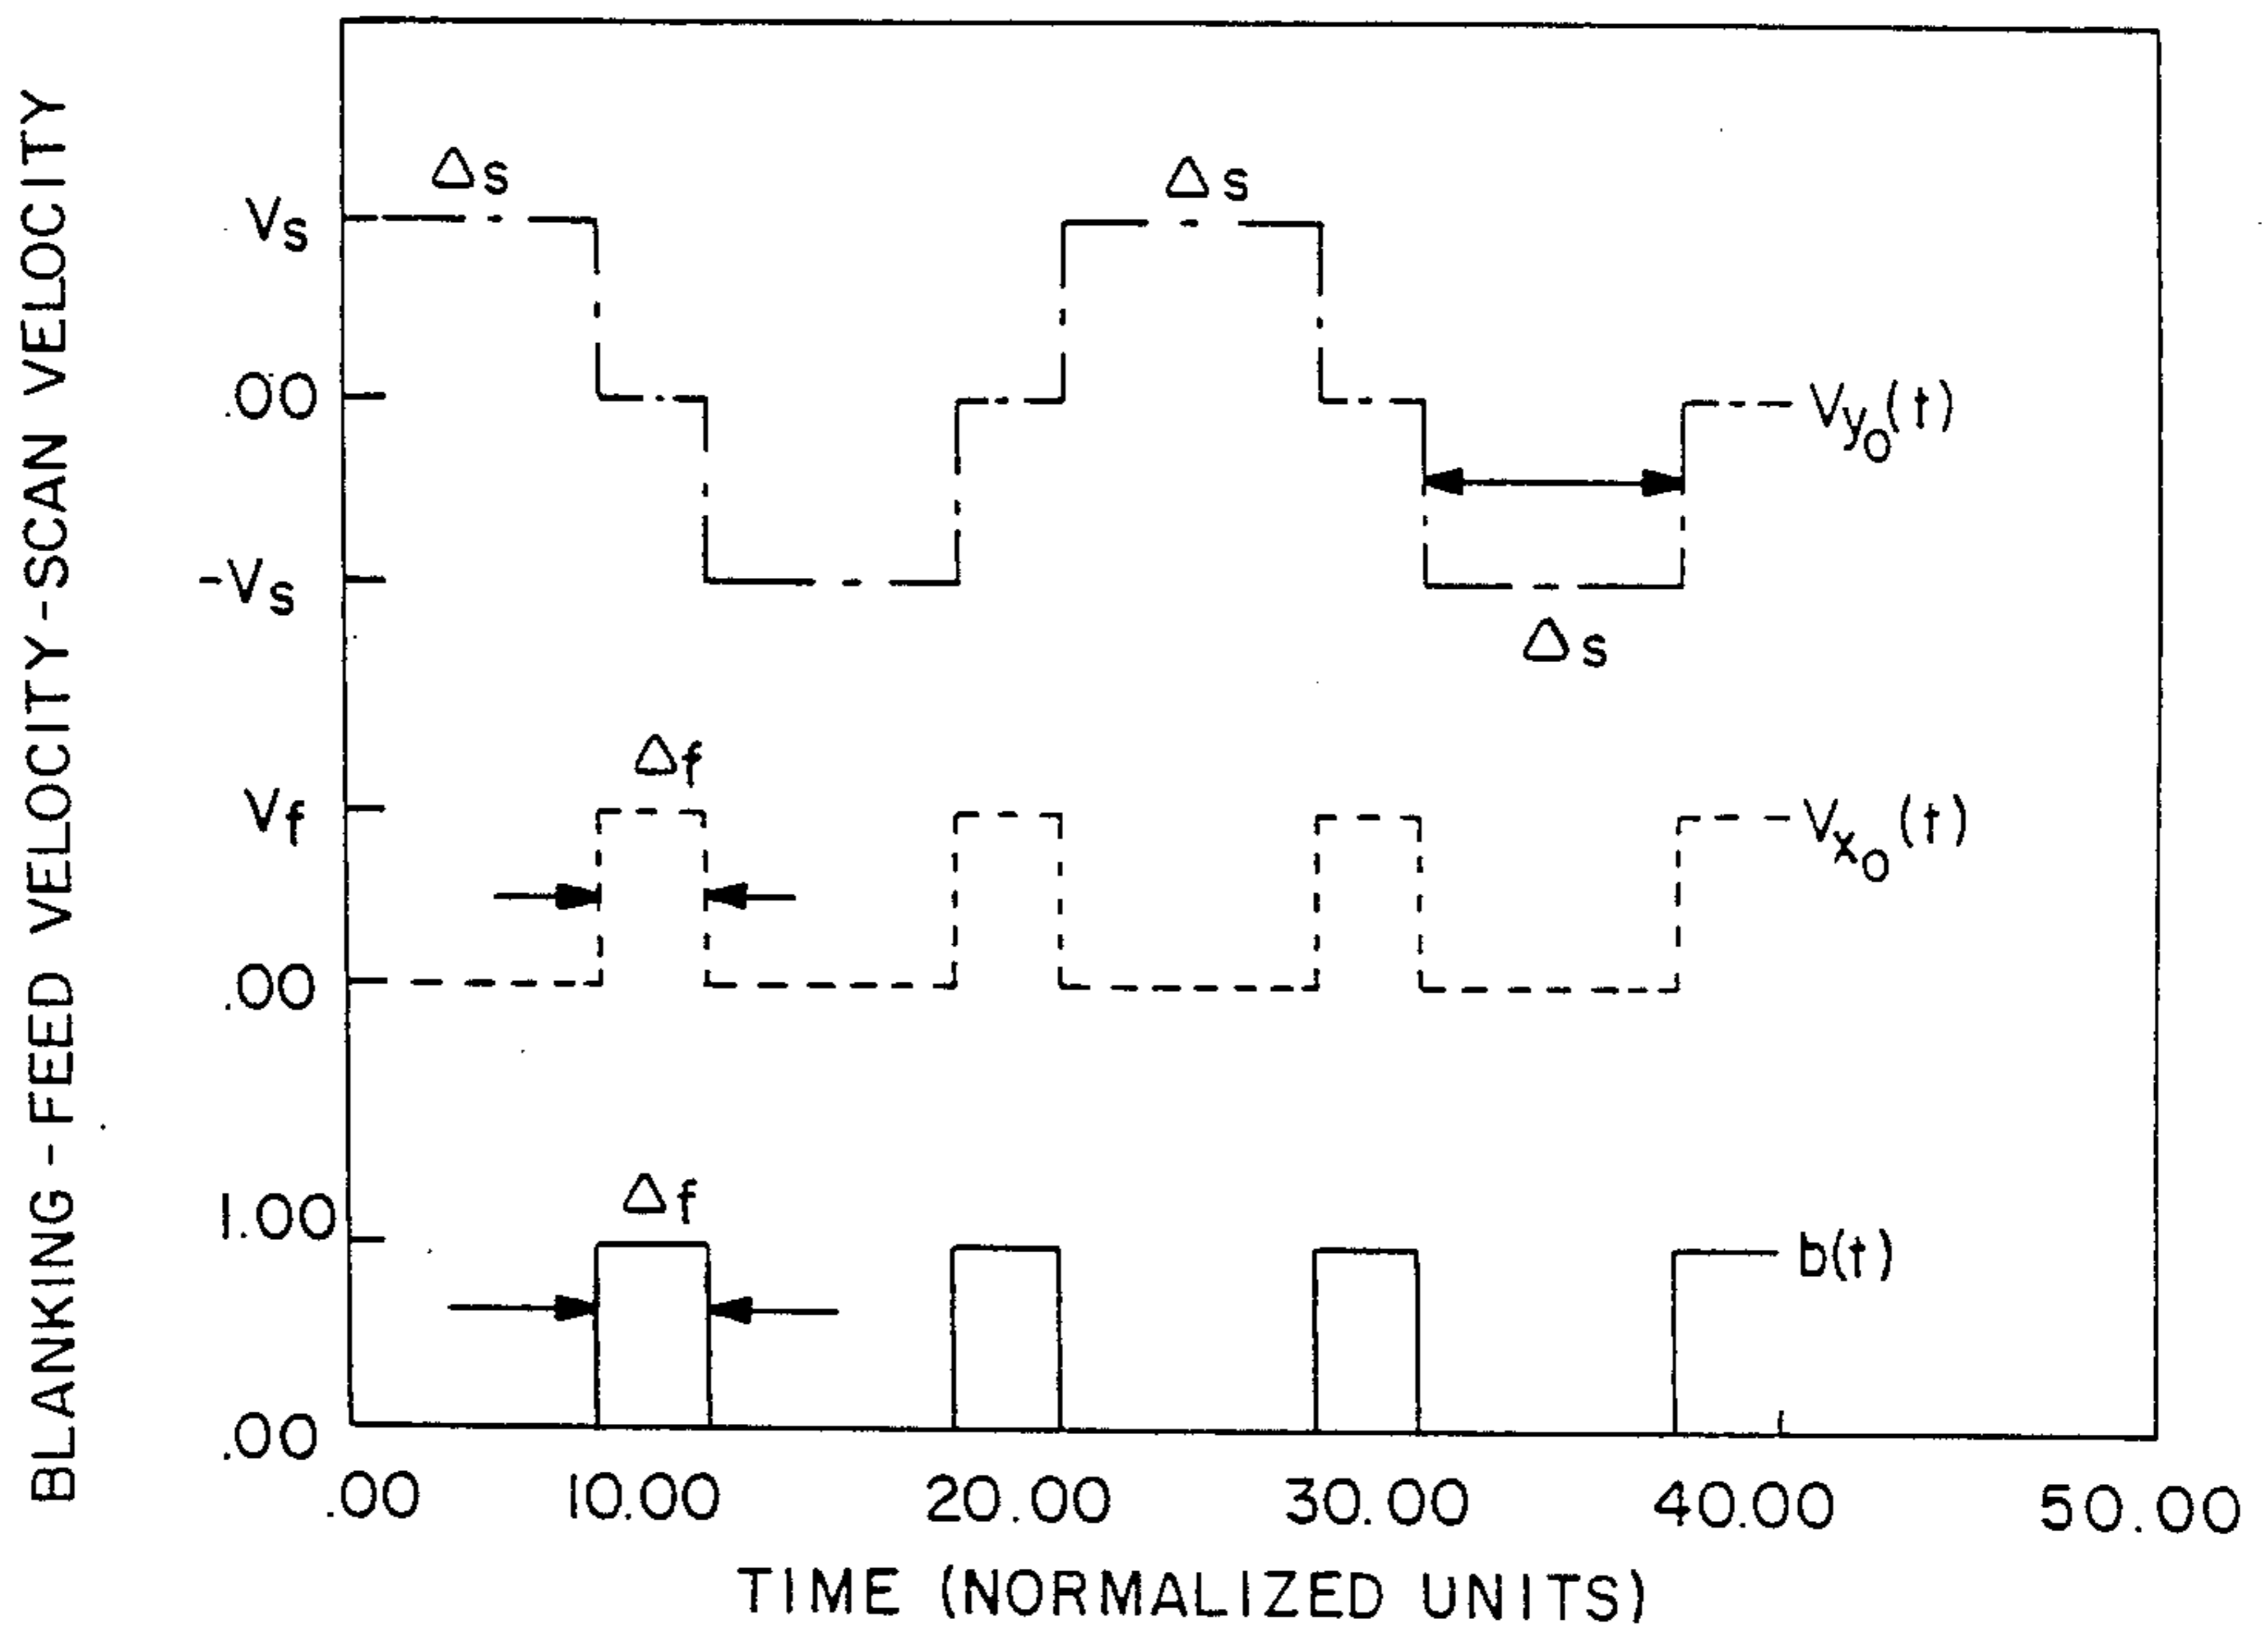 BLANKING - FEED VELOCITY - SCAN VELOCITY
Δs
Δs
Vs
.00
Vy0(t)
-Vs
Δs
Δf
Vf
Vx0(t)
.00
Δf
1.00
b(t)
.00
.00 10.00 20.00 30.00 40.00 50.00
TIME (NORMALIZED UNITS)